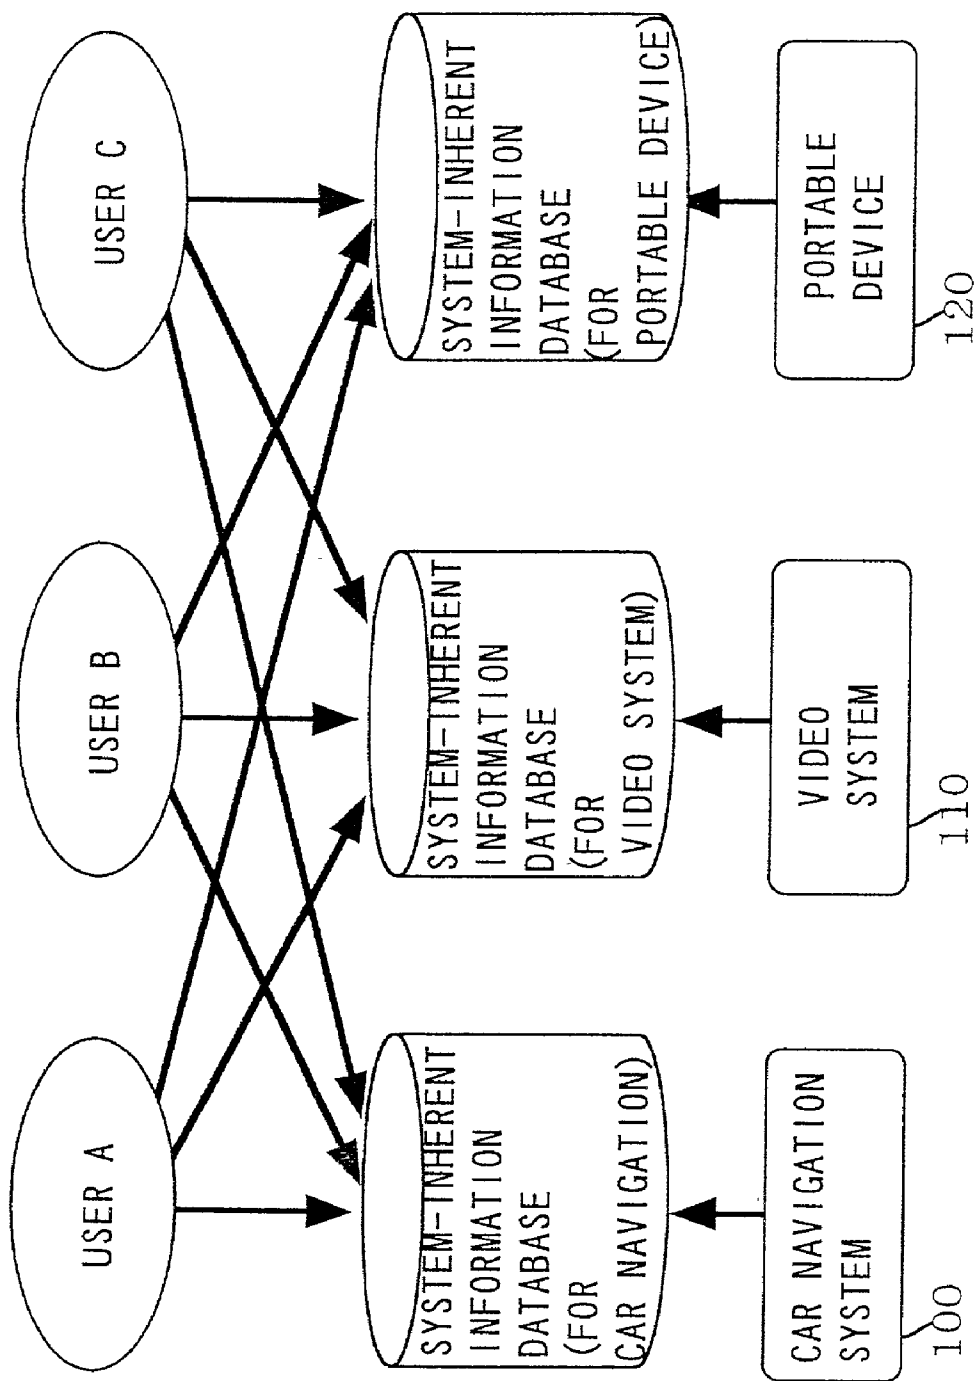 USER A
USER B
USER C
SYSTEM-INHERENT
INFORMATION
DATABASE
(FOR
CAR NAVIGATION)
SYSTEM-INHERENT
INFORMATION
DATABASE
(FOR
VIDEO SYSTEM)
SYSTEM-INHERENT
INFORMATION
DATABASE
(FOR
PORTABLE DEVICE)
CAR NAVIGATION
SYSTEM
100
VIDEO
SYSTEM
110
PORTABLE
DEVICE
120